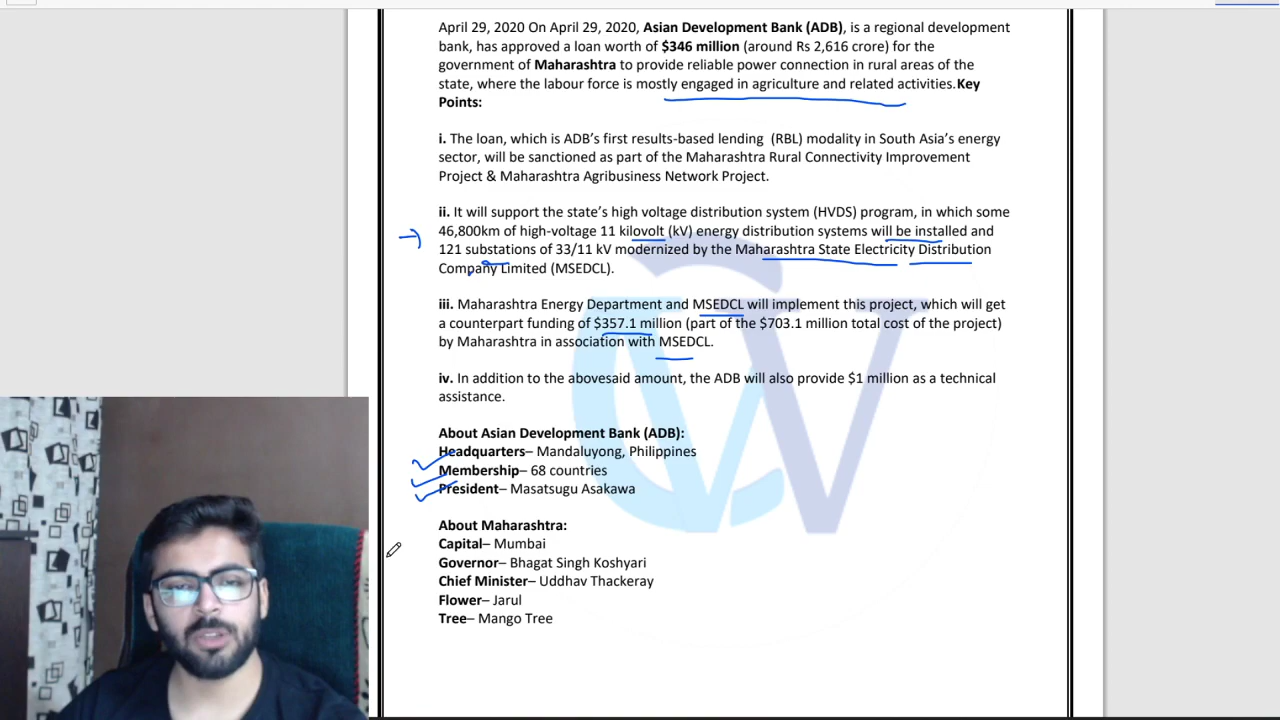 April 29, 2020 On April 29, 2020, Asian Development Bank (ADB), is a regional development
bank, has approved a loan worth of $346 million (around Rs 2,616 crore) for the
government of Maharashtra to provide reliable power connection in rural areas of the
state, where the labour force is mostly engaged in agriculture and related activities.Key
Points:
i. The loan, which is ADB’s first results-based lending (RBL) modality in South Asia’s energy
sector, will be sanctioned as part of the Maharashtra Rural Connectivity Improvement
Project & Maharashtra Agribusiness Network Project.
ii. It will support the state’s high voltage distribution system (HVDS) program, in which some
46,800km of high-voltage 11 kilovolt (kV) energy distribution systems will be installed and
121 substations of 33/11 kV modernized by the Maharashtra State Electricity Distribution
Company Limited (MSEDCL).
iii. Maharashtra Energy Department and MSEDCL will implement this project, which will get
a counterpart funding of $357.1 million (part of the $703.1 million total cost of the project)
by Maharashtra in association with MSEDCL.
iv. In addition to the abovesaid amount, the ADB will also provide $1 million as a technical
assistance.
About Asian Development Bank (ADB):
Headquarters– Mandaluyong, Philippines
Membership– 68 countries
President– Masatsugu Asakawa
About Maharashtra:
Capital– Mumbai
Governor– Bhagat Singh Koshyari
Chief Minister– Uddhav Thackeray
Flower– Jarul
Tree– Mango Tree